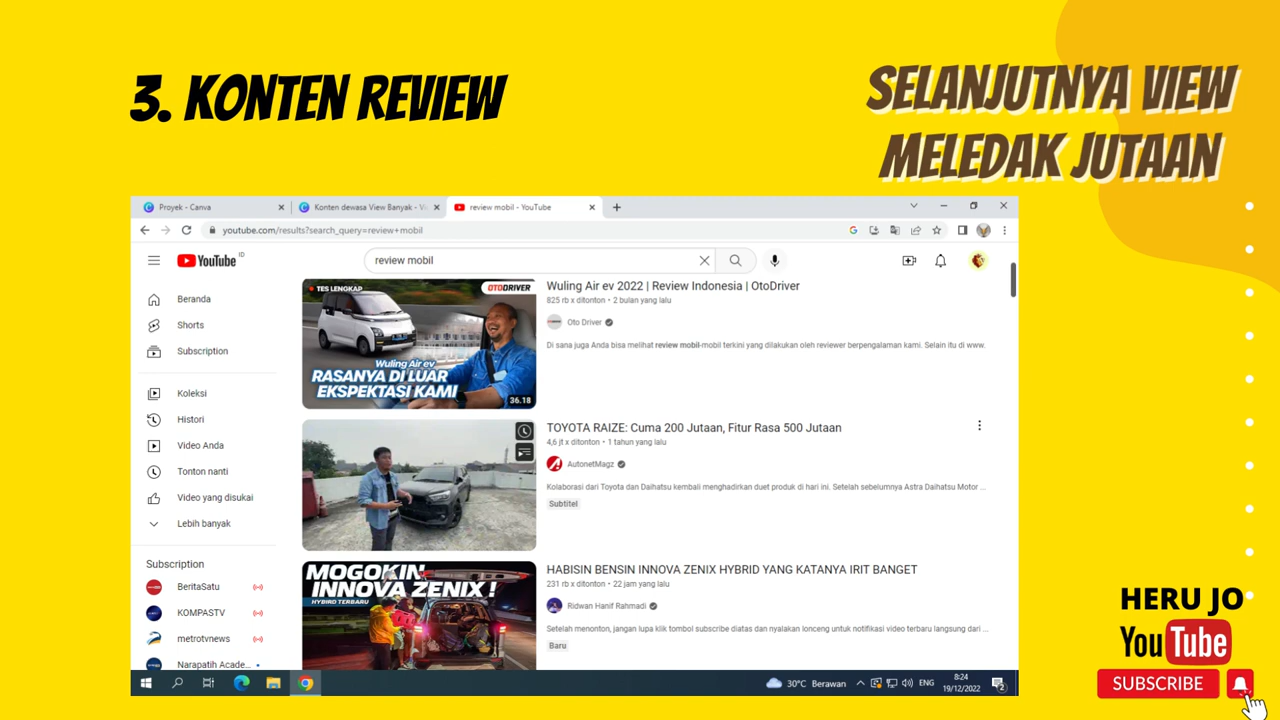 3. KONTEN REVIEW
SELANJUTNYA VIEW
MELEDAK JUTAAN
Proyek - Canva
Konten dewasa View Banyak - Vi
review mobil - YouTube
youtube.com/results?search_query=review+mobil
YouTube ID
review mobil
Beranda
Shorts
Subscription
Koleksi
Histori
Video Anda
Tonton nanti
Video yang disukai
Lebih banyak
Subscription
BeritaSatu
KOMPASTV
metrotvnews
Narapatih Acade...
TES LENGKAP
OTODRIVER
Wuling Air ev
RASANYA DI LUAR
EKSPEKTASI KAMI
36.18
Wuling Air ev 2022 | Review Indonesia | OtoDriver
825 rb x ditonton • 2 bulan yang lalu
Oto Driver
Di sana juga Anda bisa melihat review mobil-mobil terkini yang dilakukan oleh reviewer berpengalaman kami. Selain itu di www.
TOYOTA RAIZE: Cuma 200 Jutaan, Fitur Rasa 500 Jutaan
4,6 jt x ditonton • 1 tahun yang lalu
AutonetMagz
Kolaborasi dari Toyota dan Daihatsu kembali menghadirkan duet produk di hari ini. Setelah sebelumnya Astra Daihatsu Motor ...
Subtitel
MOGOKIN
INNOVA ZENIX !
HYBIRD TERBARU
HABISIN BENSIN INNOVA ZENIX HYBRID YANG KATANYA IRIT BANGET
231 rb x ditonton • 22 jam yang lalu
Ridwan Hanif Rahmadi
Setelah menonton, jangan lupa klik tombol subscribe diatas dan nyalakan lonceng untuk notifikasi video terbaru langsung dari ...
Baru
30°C Berawan
ENG
8:24
19/12/2022
2
HERU JO
YouTube
SUBSCRIBE